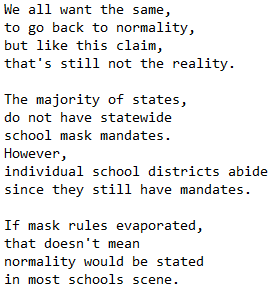 We all want the same,
to go back to normality,
but like this claim,
that's still not the reality.

The majority of states,
do not have statewide
school mask mandates.
However,
individual school districts abide
since they still have mandates.

If mask rules evaporated,
that doesn't mean
normality would be stated
in most schools scene.